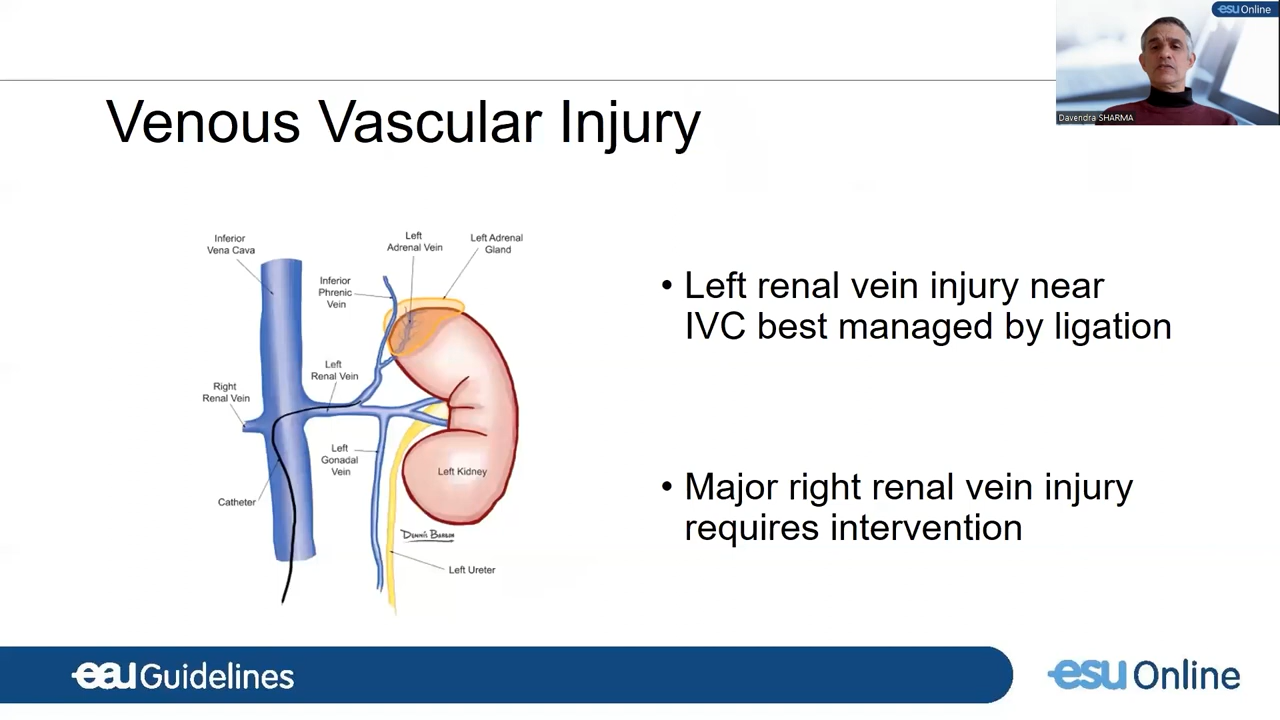 esu Online
Davendra SHARMA
Venous Vascular Injury
Inferior
Vena Cava
Left
Adrenal Vein
Left Adrenal
Gland
Inferior
Phrenic
Vein
Left
Renal Vein
Right
Renal Vein
Left
Gonadal
Vein
Left Kidney
Catheter
Left Ureter
• Left renal vein injury near
IVC best managed by ligation
• Major right renal vein injury
requires intervention
eau Guidelines
esu Online